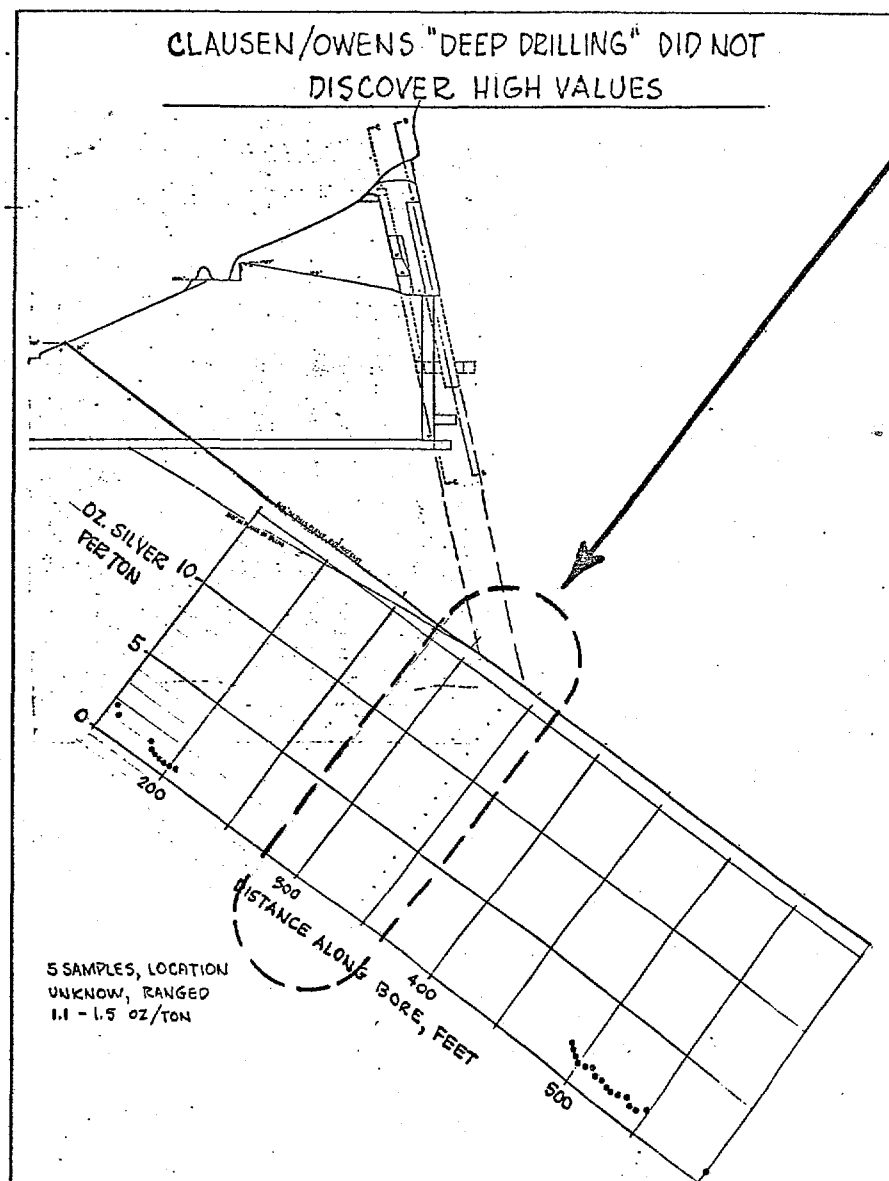 CLAUSEN/OWENS "DEEP DRILLING" DID NOT
DISCOVER HIGH VALUES
OZ. SILVER
PER TON
10
5
0
200
300
400
500
DISTANCE ALONG BORE, FEET
5 SAMPLES, LOCATION
UNKNOW, RANGED
1.1 - 1.5 OZ/TON